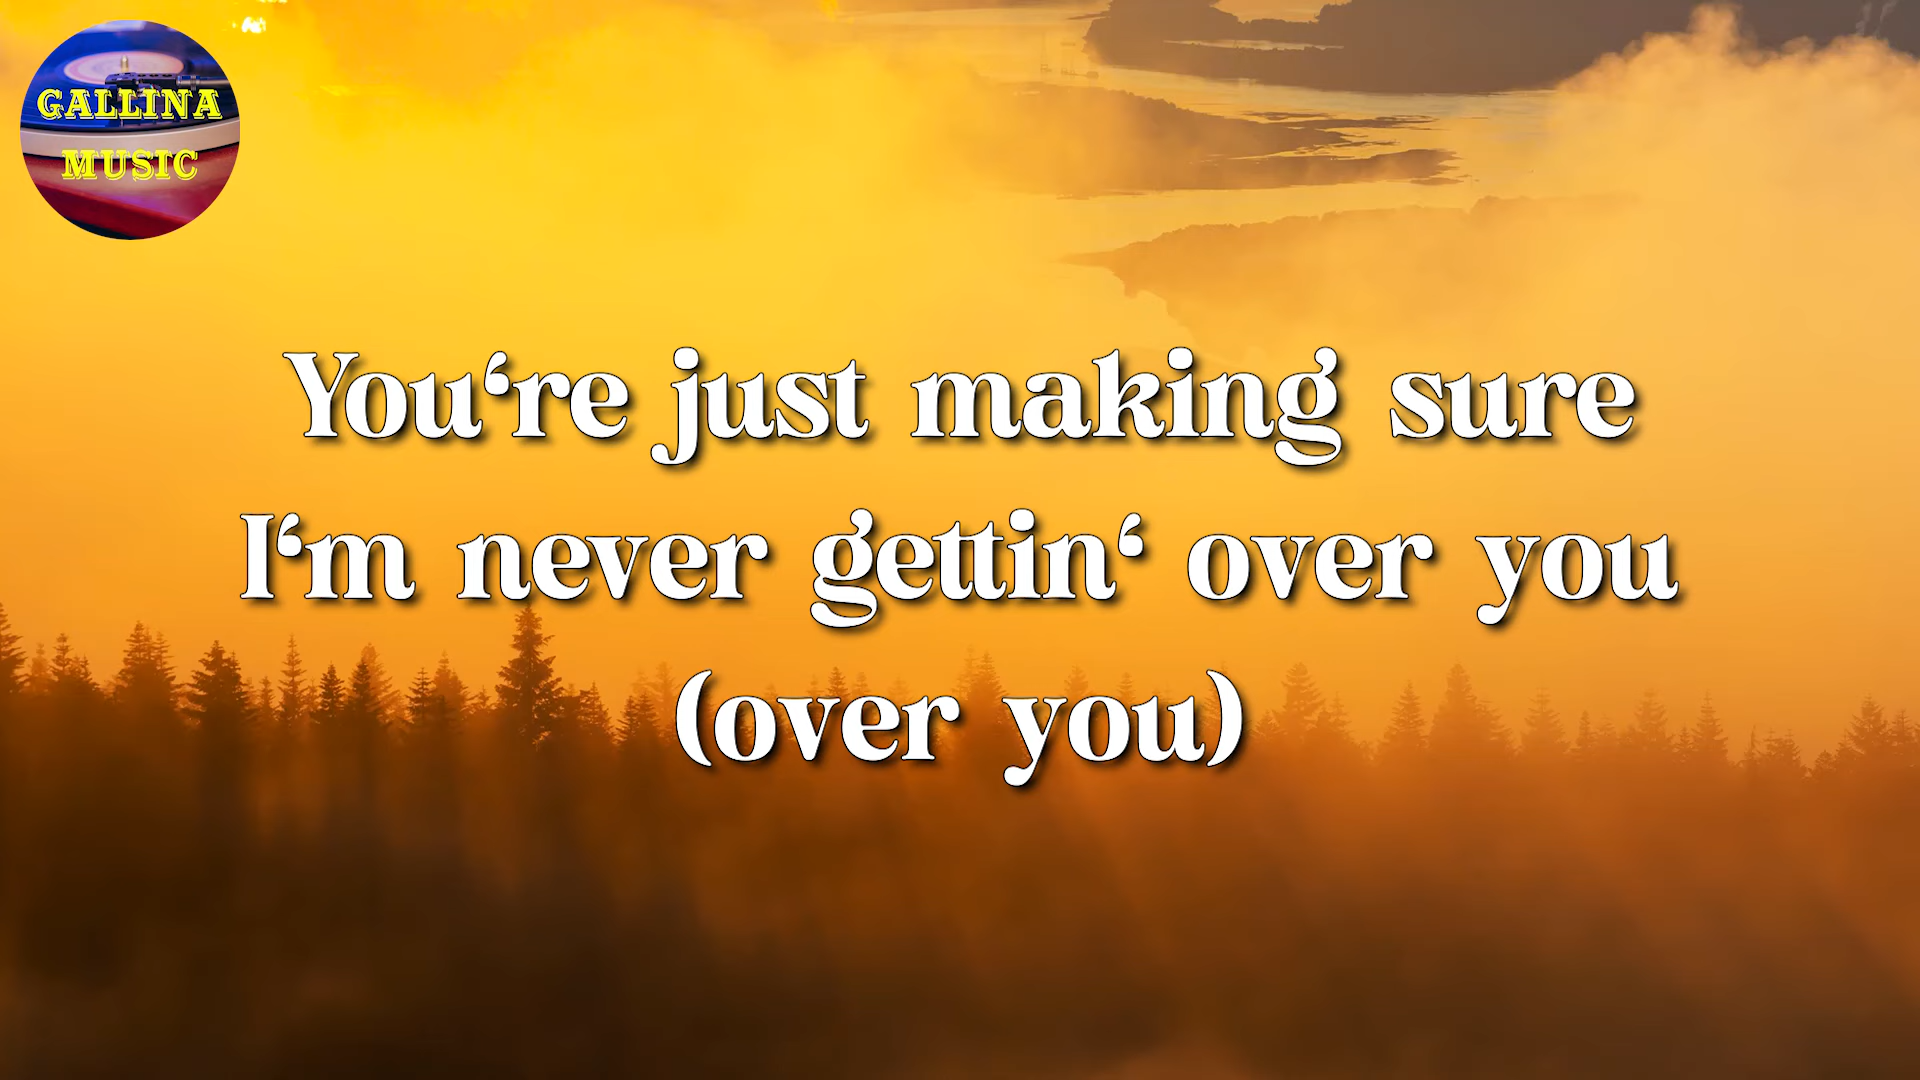 GALLINA
MUSIC
You‘re just making sure
I‘m never gettin‘ over you
(over you)